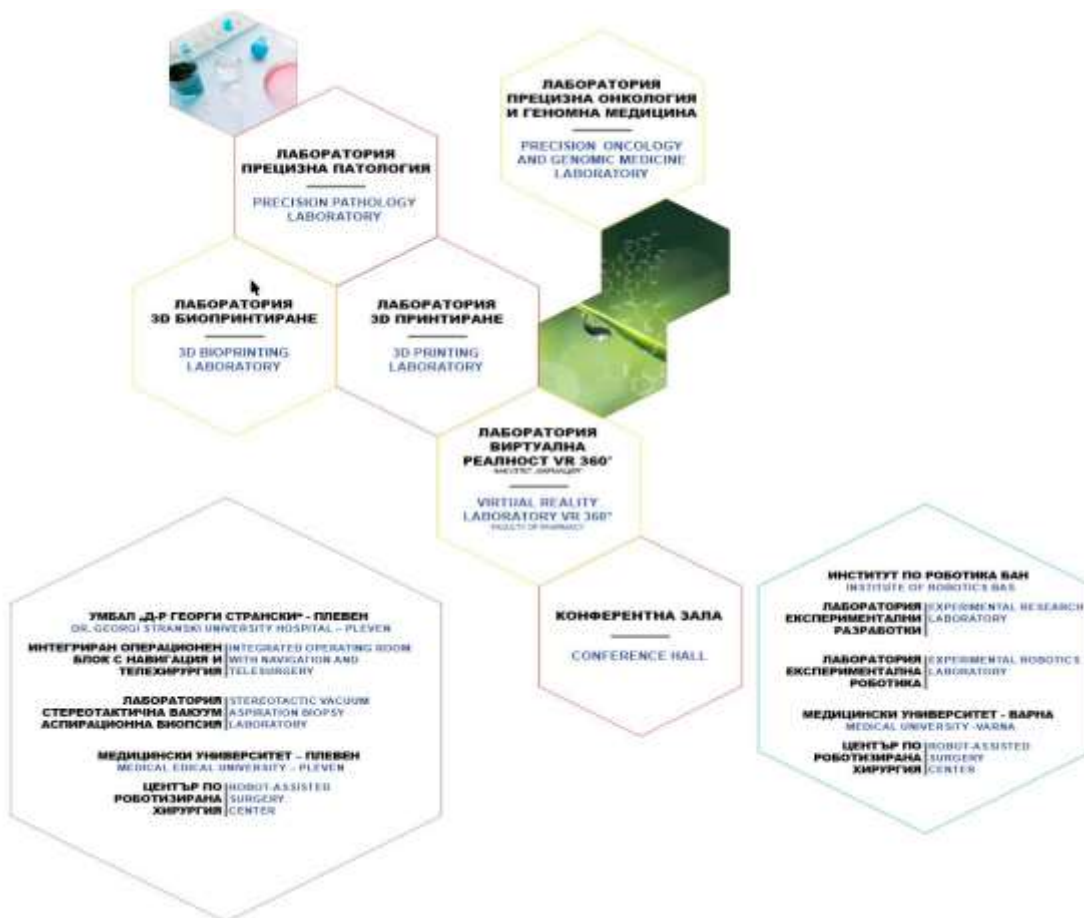 ЛАБОРАТОРИЯ
ПРЕЦИЗНА ОНКОЛОГИЯ
И ГЕНОМНА МЕДИЦИНА
PRECISION ONCOLOGY
AND GENOMIC MEDICINE
LABORATORY
ЛАБОРАТОРИЯ
ПРЕЦИЗНА ПАТОЛОГИЯ
PRECISION PATHOLOGY
LABORATORY
ЛАБОРАТОРИЯ
3D БИОПРИНТИРАНЕ
3D BIOPRINTING
LABORATORY
ЛАБОРАТОРИЯ
3D ПРИНТИРАНЕ
3D PRINTING
LABORATORY
ЛАБОРАТОРИЯ
ВИРТУАЛНА
РЕАЛНОСТ VR 360°
VIRTUAL REALITY
LABORATORY VR 360°
FACULTY OF PHARMACY
КОНФЕРЕНТНА ЗАЛА
CONFERENCE HALL
УМБАЛ „Д-Р ГЕОРГИ СТРАНСКИ“ - ПЛЕВЕН
DR. GEORGI STRANSKI UNIVERSITY HOSPITAL – PLEVEN
ИНТЕГРИРАН ОПЕРАЦИОНЕН
БЛОК С НАВИГАЦИЯ И
ТЕЛЕХИРУРГИЯ
INTEGRATED OPERATING ROOM
WITH NAVIGATION AND
TELESURGERY
ЛАБОРАТОРИЯ
СТЕРЕОТАКТИЧНА ВАКУУМ
АСПИРАЦИОННА БИОПСИЯ
STEREOTACTIC VACUUM
ASPIRATION BIOPSY
LABORATORY
МЕДИЦИНСКИ УНИВЕРСИТЕТ – ПЛЕВЕН
MEDICAL EDICAL UNIVERSITY – PLEVEN
ЦЕНТЪР ПО
РОБОТИЗИРАНА
ХИРУРГИЯ
ROBOT-ASSISTED
SURGERY
CENTER
ИНСТИТУТ ПО РОБОТИКА БАН
INSTITUTE OF ROBOTICS BAS
ЛАБОРАТОРИЯ
ЕКСПЕРИМЕНТАЛНИ
РАЗРАБОТКИ
EXPERIMENTAL RESEARCH
LABORATORY
ЛАБОРАТОРИЯ
ЕКСПЕРИМЕНТАЛНА
РОБОТИКА
EXPERIMENTAL ROBOTICS
LABORATORY
МЕДИЦИНСКИ УНИВЕРСИТЕТ - ВАРНА
MEDICAL UNIVERSITY -VARNA
ЦЕНТЪР ПО
РОБОТИЗИРАНА
ХИРУРГИЯ
ROBOT-ASSISTED
SURGERY
CENTER